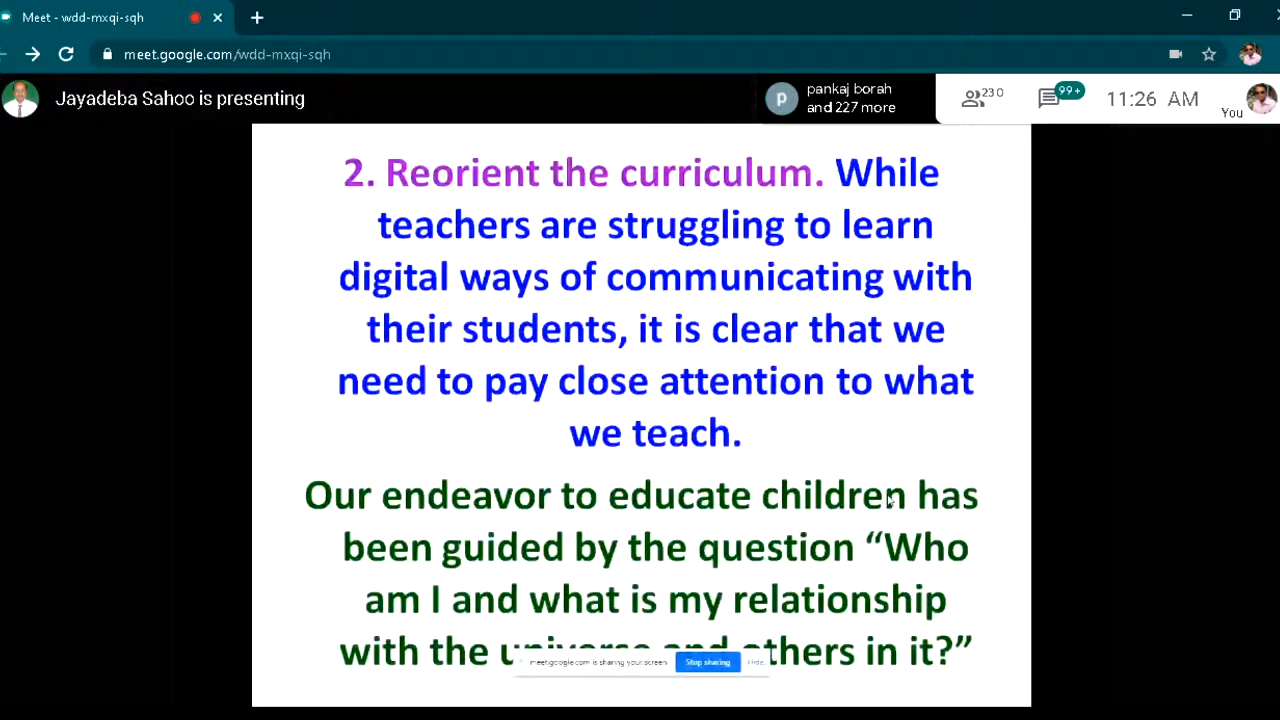 Meet - wdd-mxqi-sqh
meet.google.com/wdd-mxqi-sqh
Jayadeba Sahoo is presenting
p
pankaj borah
and 227 more
230
99+
11:26 AM
You
2. Reorient the curriculum. While
teachers are struggling to learn
digital ways of communicating with
their students, it is clear that we
need to pay close attention to what
we teach.
Our endeavor to educate children has
been guided by the question “Who
am I and what is my relationship
with the universe and others in it?”
meet.google.com is sharing your screen.
Stop sharing
Hide